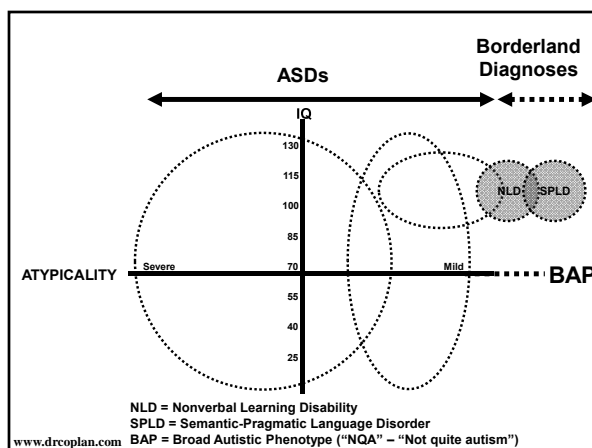 Borderland
Diagnoses
ASDs
IQ
130
115
100
85
70
55
40
25
NLD
SPLD
ATYPICALITY
Severe
Mild
BAP
NLD = Nonverbal Learning Disability
SPLD = Semantic-Pragmatic Language Disorder
www.drcoplan.com BAP = Broad Autistic Phenotype (“NQA” – “Not quite autism”)